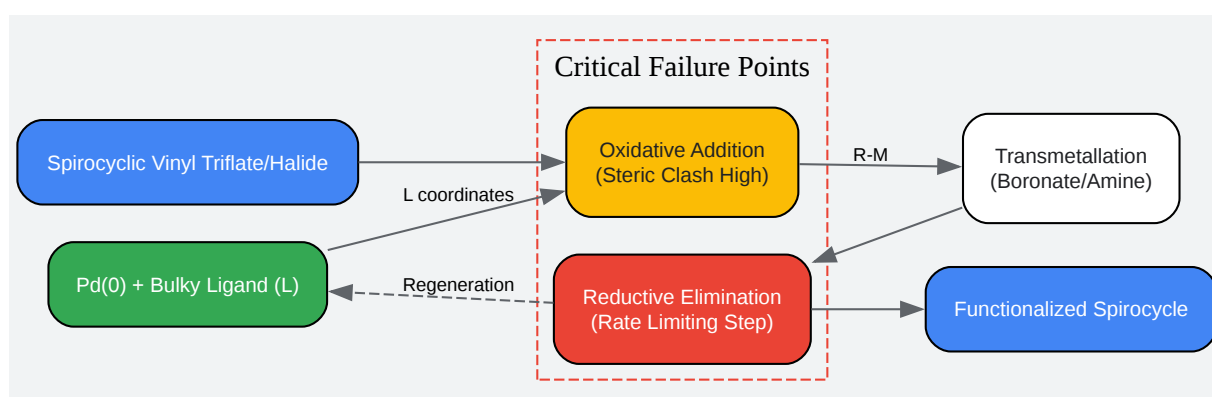 Critical Failure Points
Spirocyclic Vinyl Triflate/Halide
Oxidative Addition
(Steric Clash High)
R-M
Transmetallation
(Boronate/Amine)
L coordinates
Pd(0) + Bulky Ligand (L)
Regeneration
Reductive Elimination
(Rate Limiting Step)
Functionalized Spirocycle